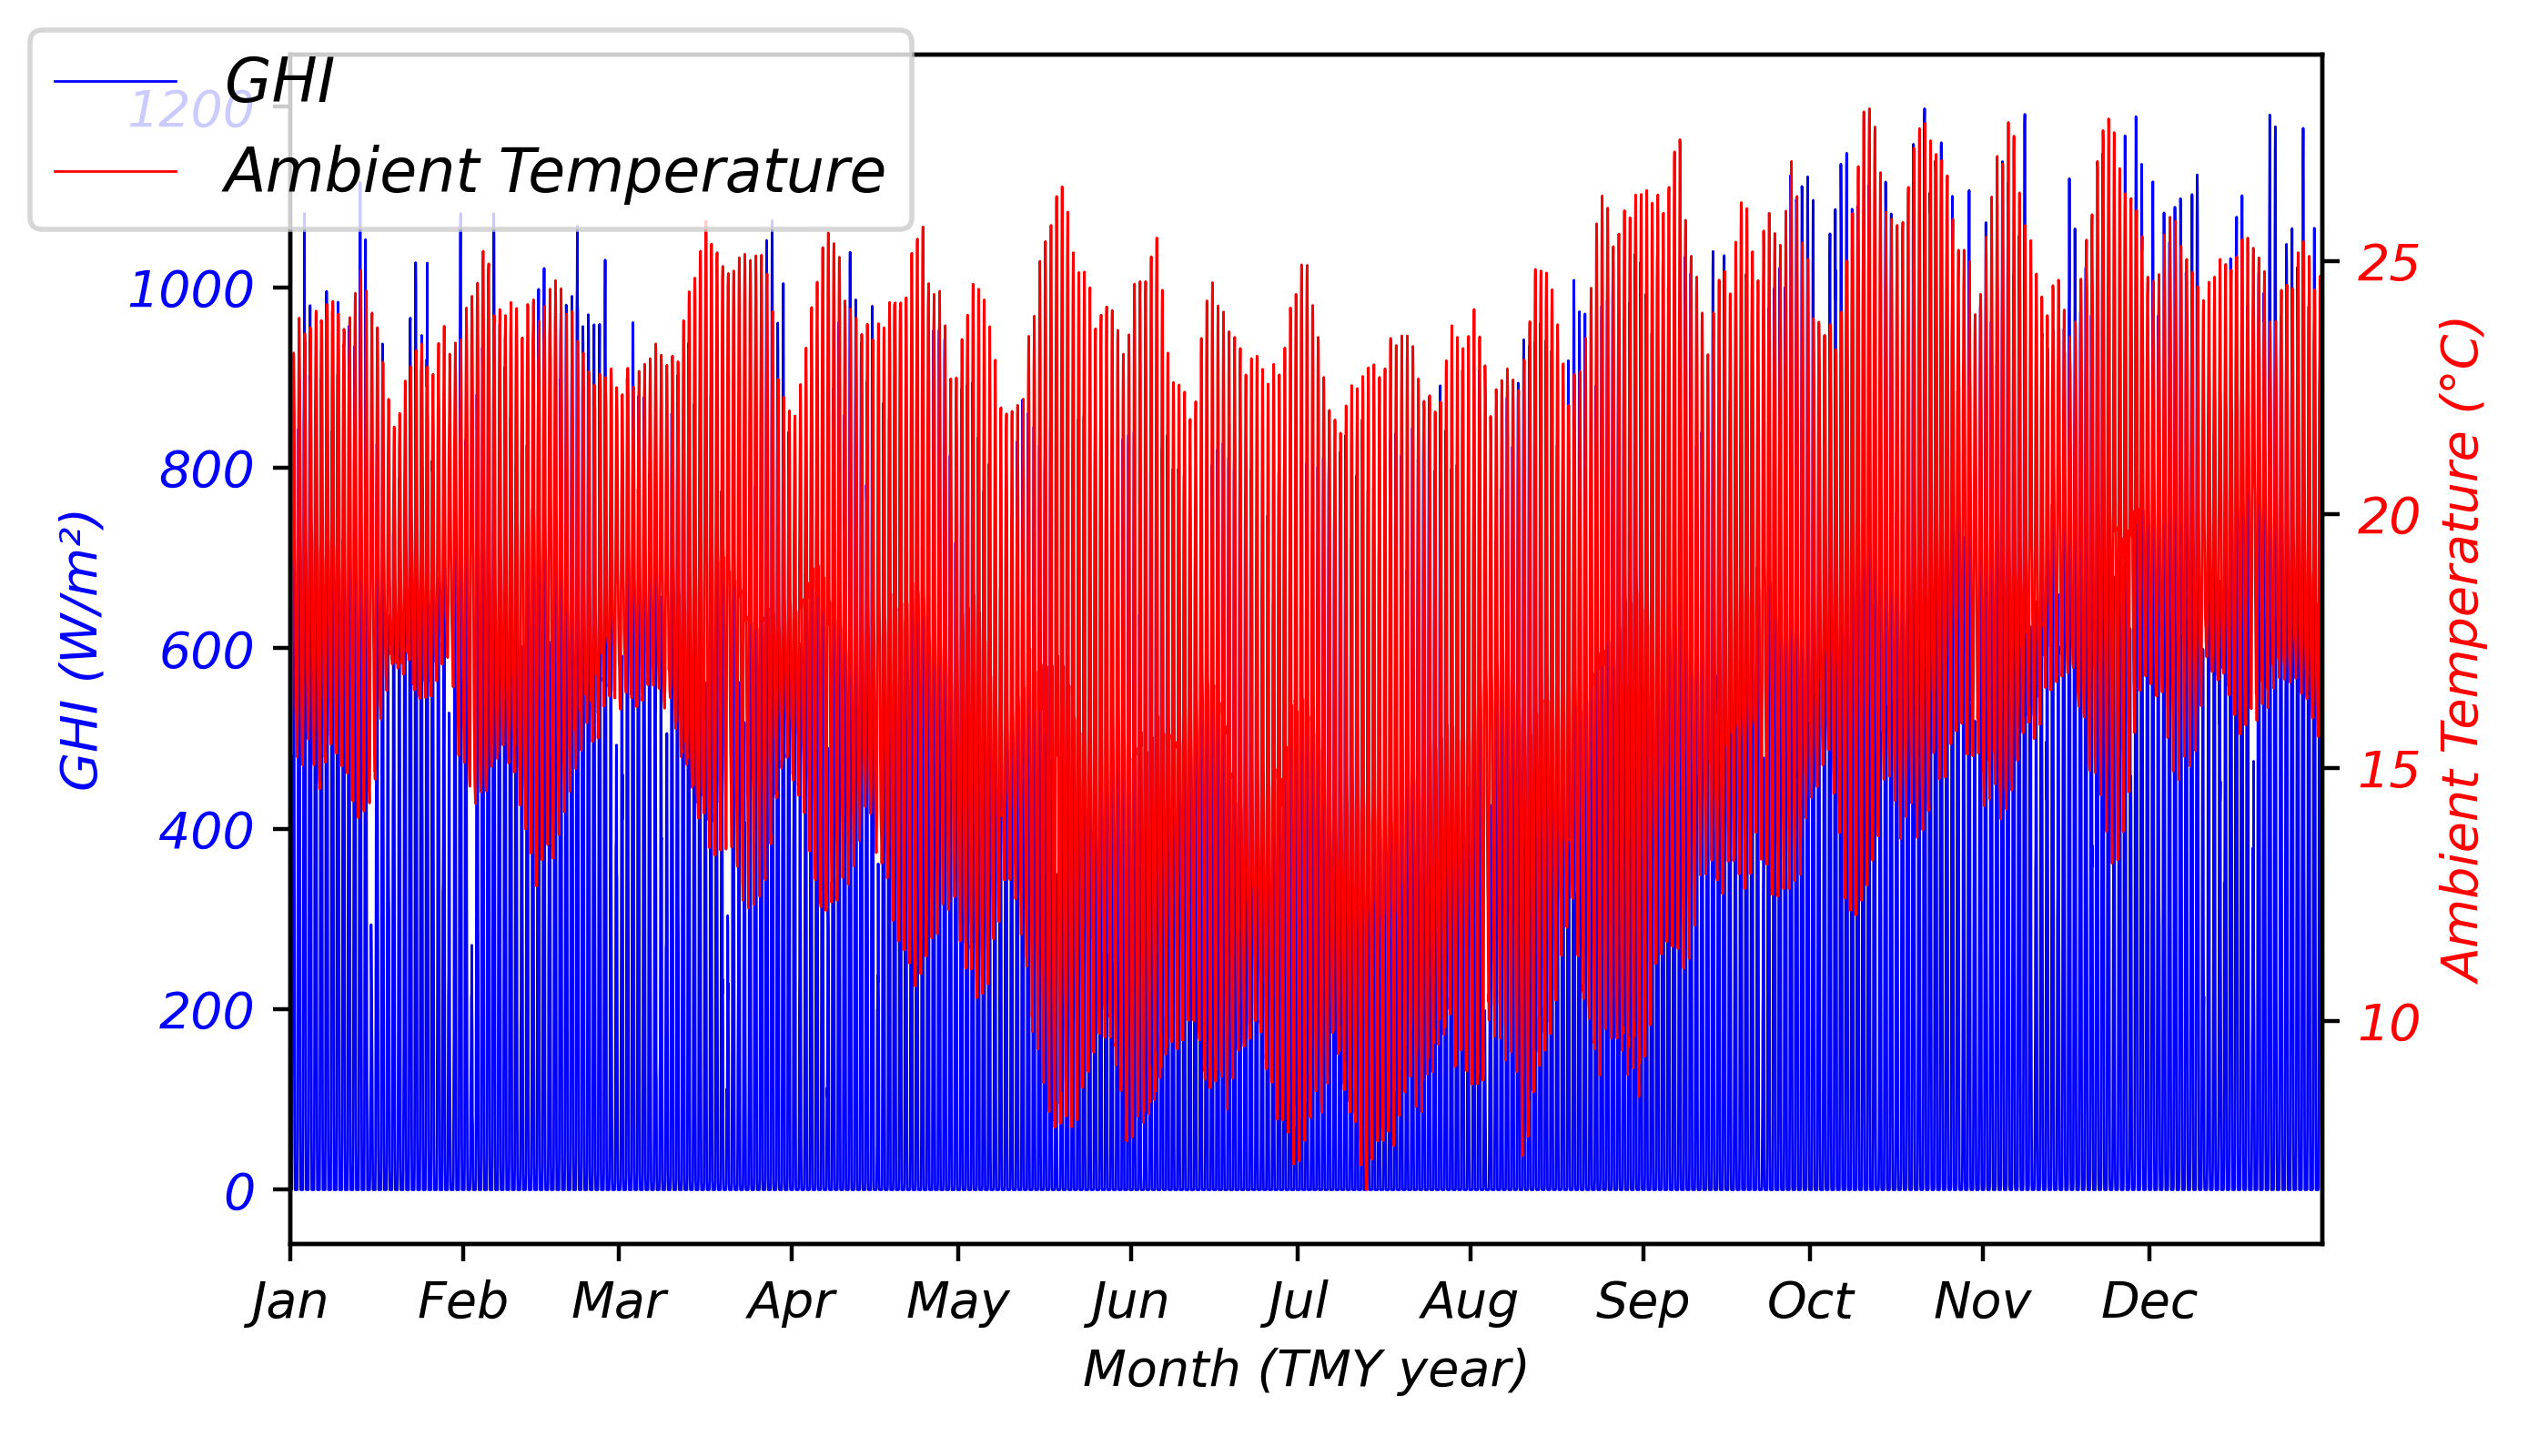 GHI
Ambient Temperature
1200
1000
800
600
400
200
0
GHI (W/m²)
25
20
15
10
Ambient Temperature (°C)
Jan Feb Mar Apr May Jun Jul Aug Sep Oct Nov Dec
Month (TMY year)